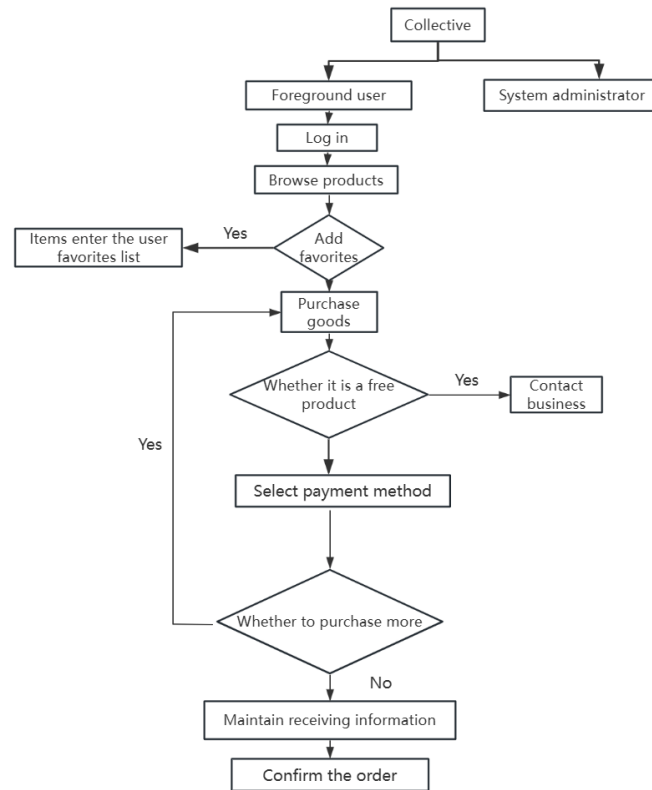 Collective
Foreground user
System administrator
Log in
Browse products
Add
favorites
Yes
Items enter the user
favorites list
Purchase
goods
Whether it is a free
product
Yes
Contact
business
Yes
Select payment method
Whether to purchase more
No
Maintain receiving information
Confirm the order